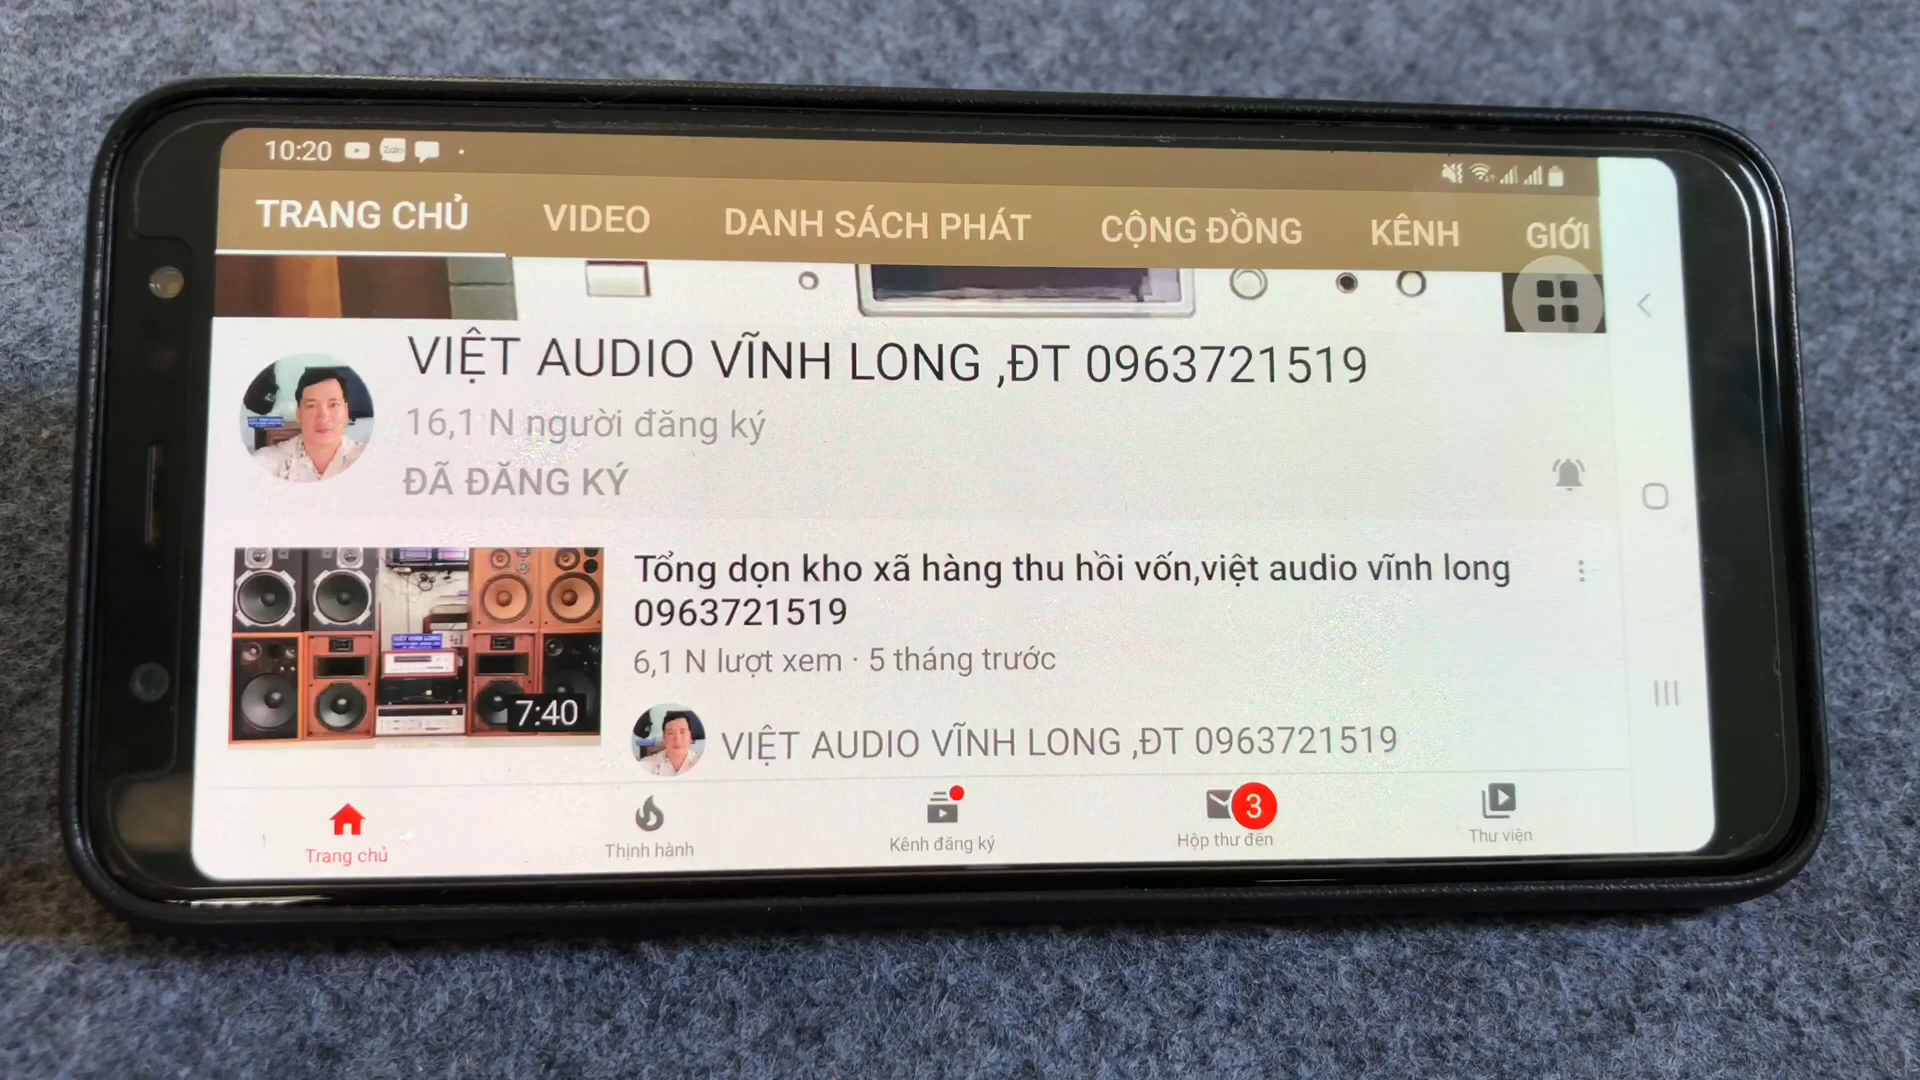 10:20
Zalo
TRANG CHỦ VIDEO DANH SÁCH PHÁT CỘNG ĐỒNG KÊNH GIỚI
VIỆT AUDIO VĨNH LONG ,ĐT 0963721519
16,1 N người đăng ký
ĐÃ ĐĂNG KÝ
Tổng dọn kho xã hàng thu hồi vốn,việt audio vĩnh long
0963721519
6,1 N lượt xem · 5 tháng trước
7:40
VIỆT AUDIO VĨNH LONG ,ĐT 0963721519
3
Trang chủ Thịnh hành Kênh đăng ký Hộp thư đến Thư viện